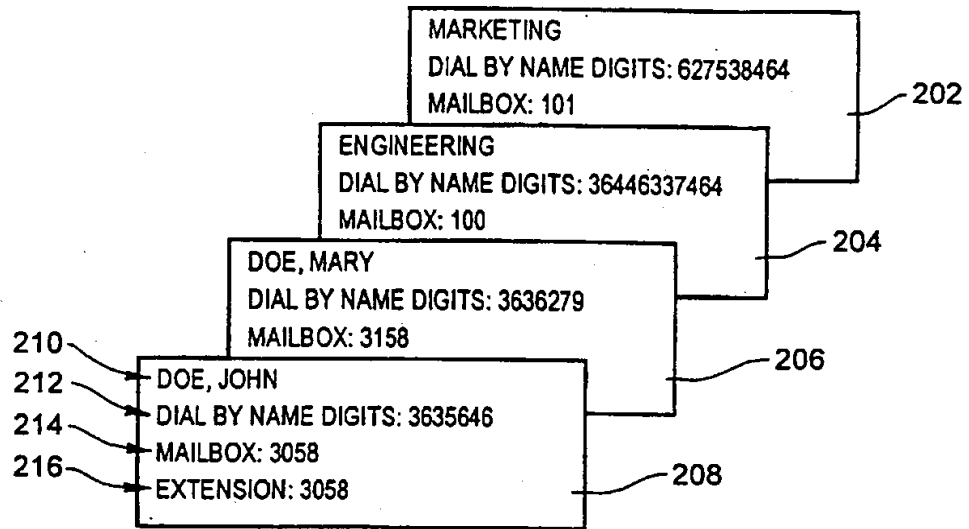 MARKETING
DIAL BY NAME DIGITS: 627538464
MAILBOX: 101
202
ENGINEERING
DIAL BY NAME DIGITS: 36446337464
MAILBOX: 100
204
DOE, MARY
DIAL BY NAME DIGITS: 3636279
MAILBOX: 3158
206
210
DOE, JOHN
212
DIAL BY NAME DIGITS: 3635646
214
MAILBOX: 3058
216
EXTENSION: 3058
208